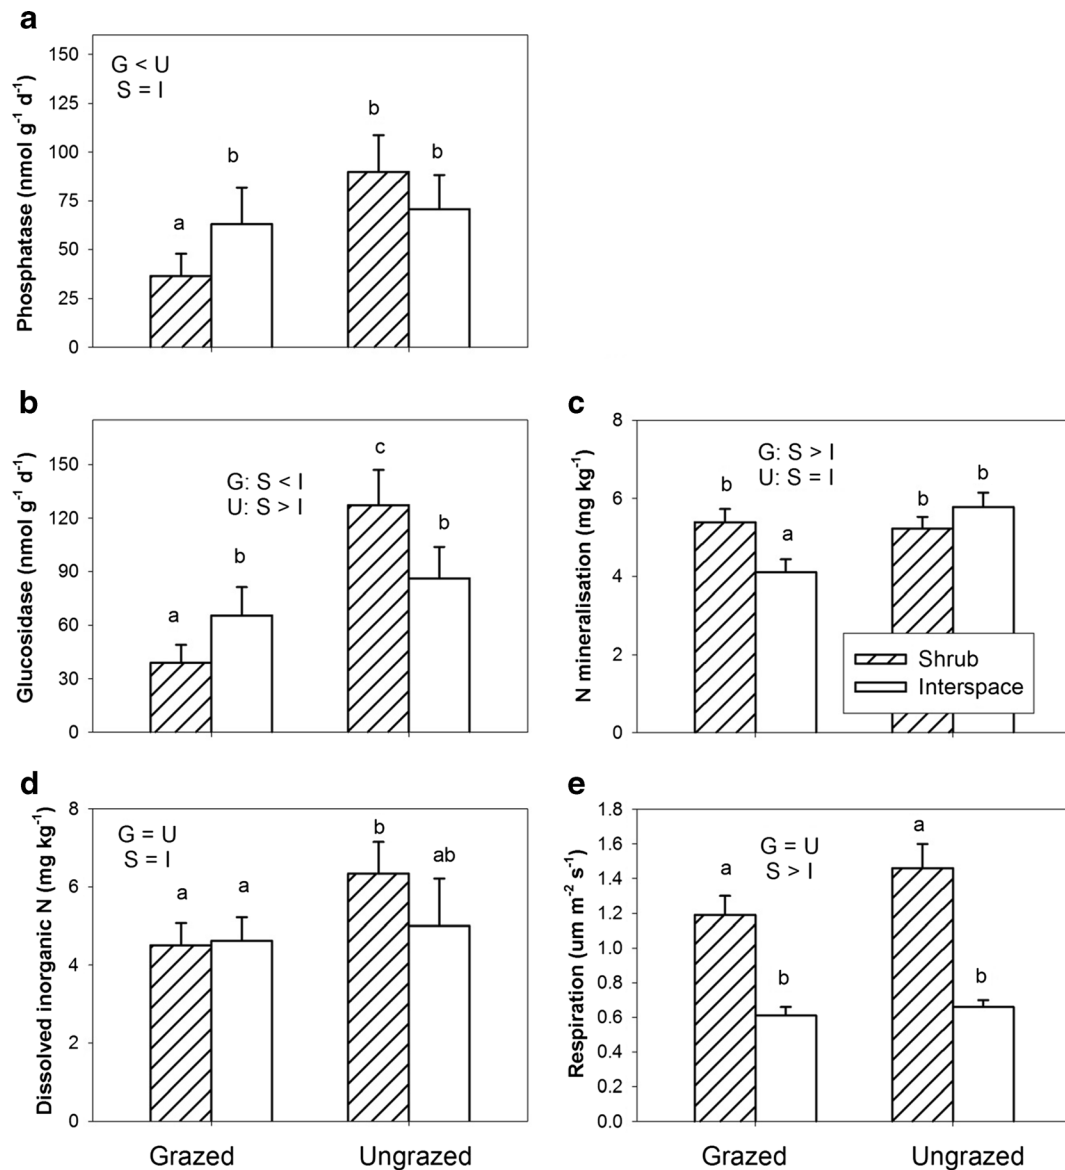 a
Phosphatase (nmol g⁻¹ d⁻¹)
150
125
100
75
50
25
0
G < U
S = I
a
b
b
b
b
Glucosidase (nmol g⁻¹ d⁻¹)
150
120
90
60
30
0
G: S < I
U: S > I
a
b
c
b
c
N mineralisation (mg kg⁻¹)
8
6
4
2
0
G: S > I
U: S = I
b
a
b
b
Shrub
Interspace
d
Dissolved inorganic N (mg kg⁻¹)
8
6
4
2
0
G = U
S = I
a
a
b
ab
Grazed
Ungrazed
e
Respiration (um m⁻² s⁻¹)
1.8
1.6
1.4
1.2
1.0
0.8
0.6
0.4
0.2
0.0
G = U
S > I
a
b
a
b
Grazed
Ungrazed